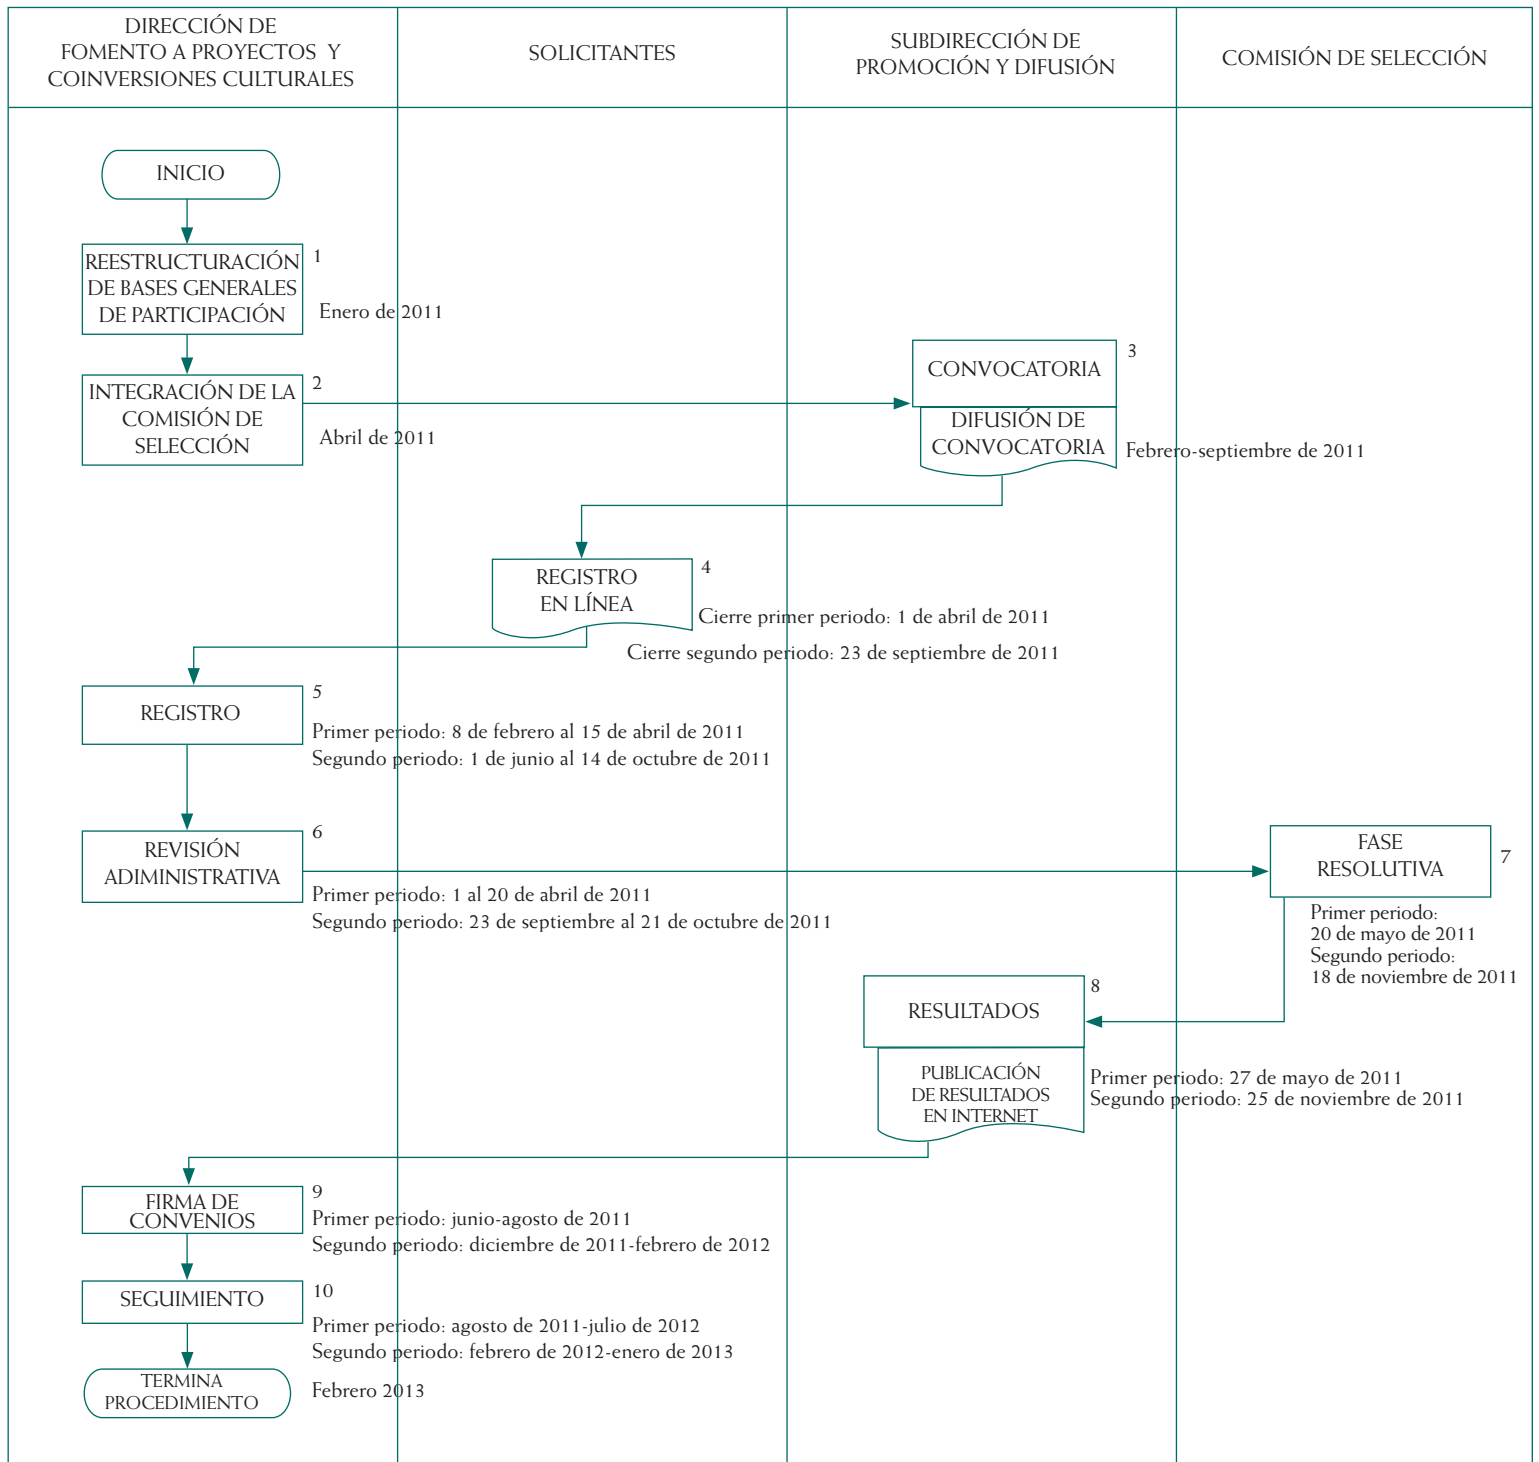 DIRECCIÓN DE
FOMENTO A PROYECTOS Y
COINVERSIONES CULTURALES
SOLICITANTES
SUBDIRECCIÓN DE
PROMOCIÓN Y DIFUSIÓN
COMISIÓN DE SELECCIÓN
INICIO
REESTRUCTURACIÓN
DE BASES GENERALES
DE PARTICIPACIÓN
1
Enero de 2011
INTEGRACIÓN DE LA
COMISIÓN DE
SELECCIÓN
2
Abril de 2011
CONVOCATORIA
3
DIFUSIÓN DE
CONVOCATORIA
Febrero-septiembre de 2011
REGISTRO
EN LÍNEA
4
Cierre primer periodo: 1 de abril de 2011
Cierre segundo periodo: 23 de septiembre de 2011
REGISTRO
5
Primer periodo: 8 de febrero al 15 de abril de 2011
Segundo periodo: 1 de junio al 14 de octubre de 2011
REVISIÓN
ADIMINISTRATIVA
6
Primer periodo: 1 al 20 de abril de 2011
Segundo periodo: 23 de septiembre al 21 de octubre de 2011
FASE
RESOLUTIVA
7
Primer periodo:
20 de mayo de 2011
Segundo periodo:
18 de noviembre de 2011
RESULTADOS
8
PUBLICACIÓN
DE RESULTADOS
EN INTERNET
Primer periodo: 27 de mayo de 2011
Segundo periodo: 25 de noviembre de 2011
FIRMA DE
CONVENIOS
9
Primer periodo: junio-agosto de 2011
Segundo periodo: diciembre de 2011-febrero de 2012
SEGUIMIENTO
10
Primer periodo: agosto de 2011-julio de 2012
Segundo periodo: febrero de 2012-enero de 2013
TERMINA
PROCEDIMIENTO
Febrero 2013